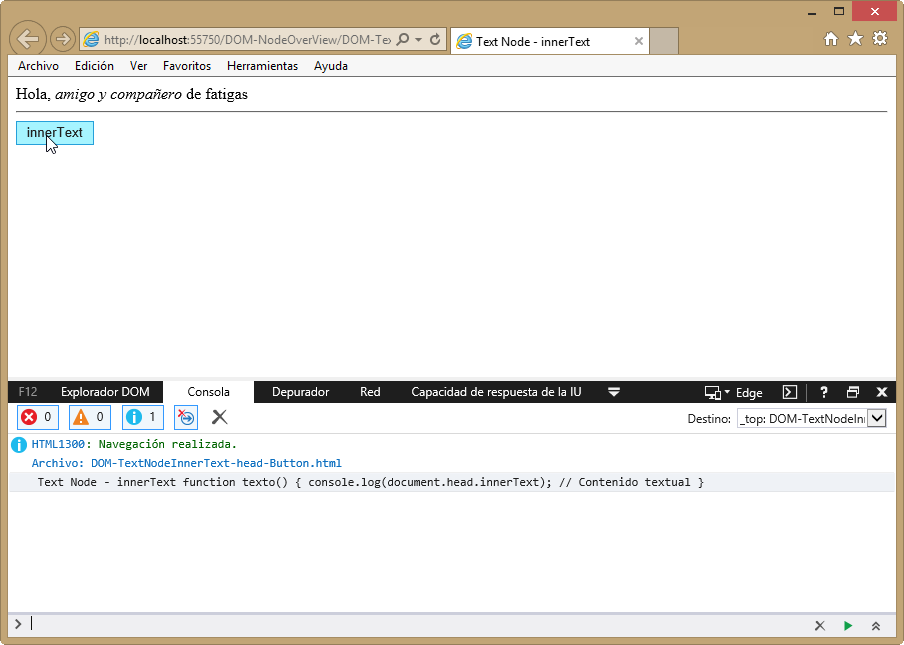 http://localhost:55750/DOM-NodeOverView/DOM-Te
Text Node - innerText
Archivo Edición Ver Favoritos Herramientas Ayuda
Hola, amigo y compañero de fatigas
innerText
F12 Explorador DOM Consola Depurador Red Capacidad de respuesta de la IU Edge ?
0 0 1 Destino: _top: DOM-TextNodeIn
HTML1300: Navegación realizada.
Archivo: DOM-TextNodeInnerText-head-Button.html
Text Node - innerText function texto() { console.log(document.head.innerText); // Contenido textual }